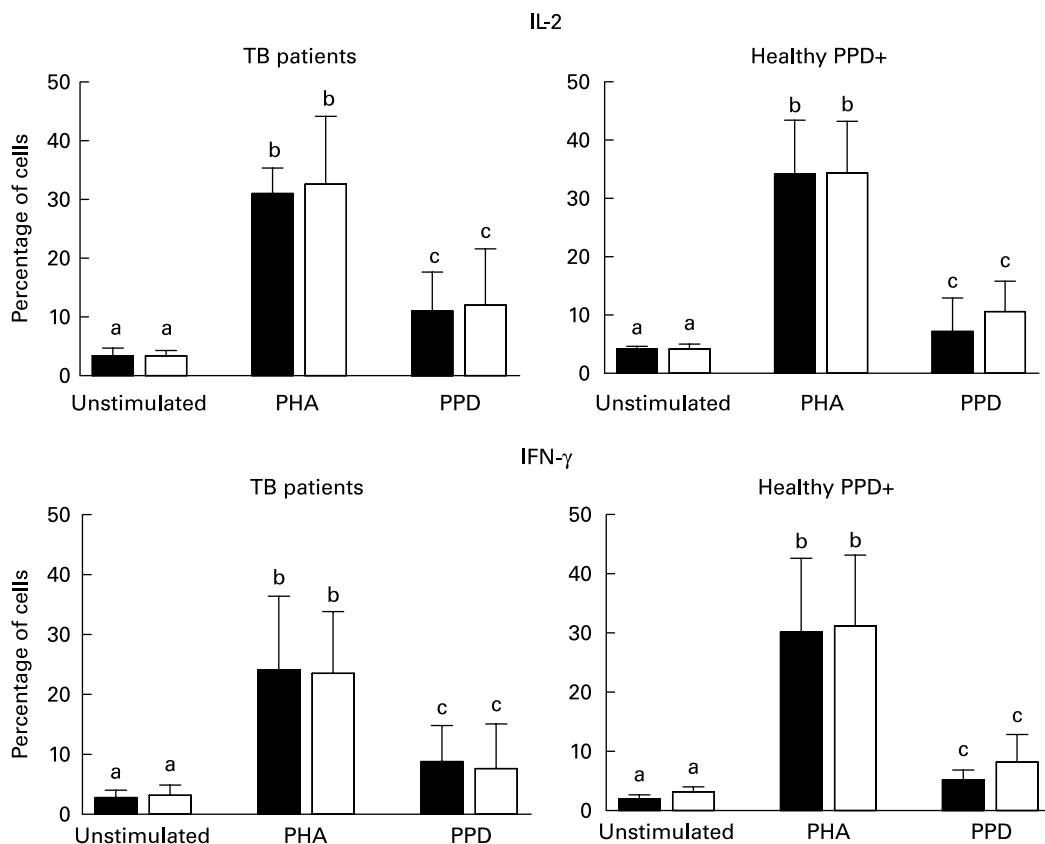 IL-2
TB patients
Healthy PPD+
Percentage of cells
50
40
30
20
10
0
a
a
b
b
c
c
Unstimulated
PHA
PPD
50
40
30
20
10
0
a
a
b
b
c
c
Unstimulated
PHA
PPD
IFN-γ
TB patients
Healthy PPD+
Percentage of cells
50
40
30
20
10
0
a
a
b
b
c
c
Unstimulated
PHA
PPD
50
40
30
20
10
0
a
a
b
b
c
c
Unstimulated
PHA
PPD